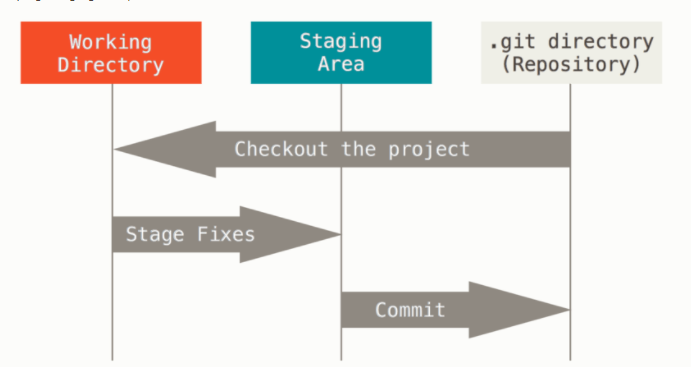 Working
Directory
Staging
Area
.git directory
(Repository)
Checkout the project
Stage Fixes
Commit